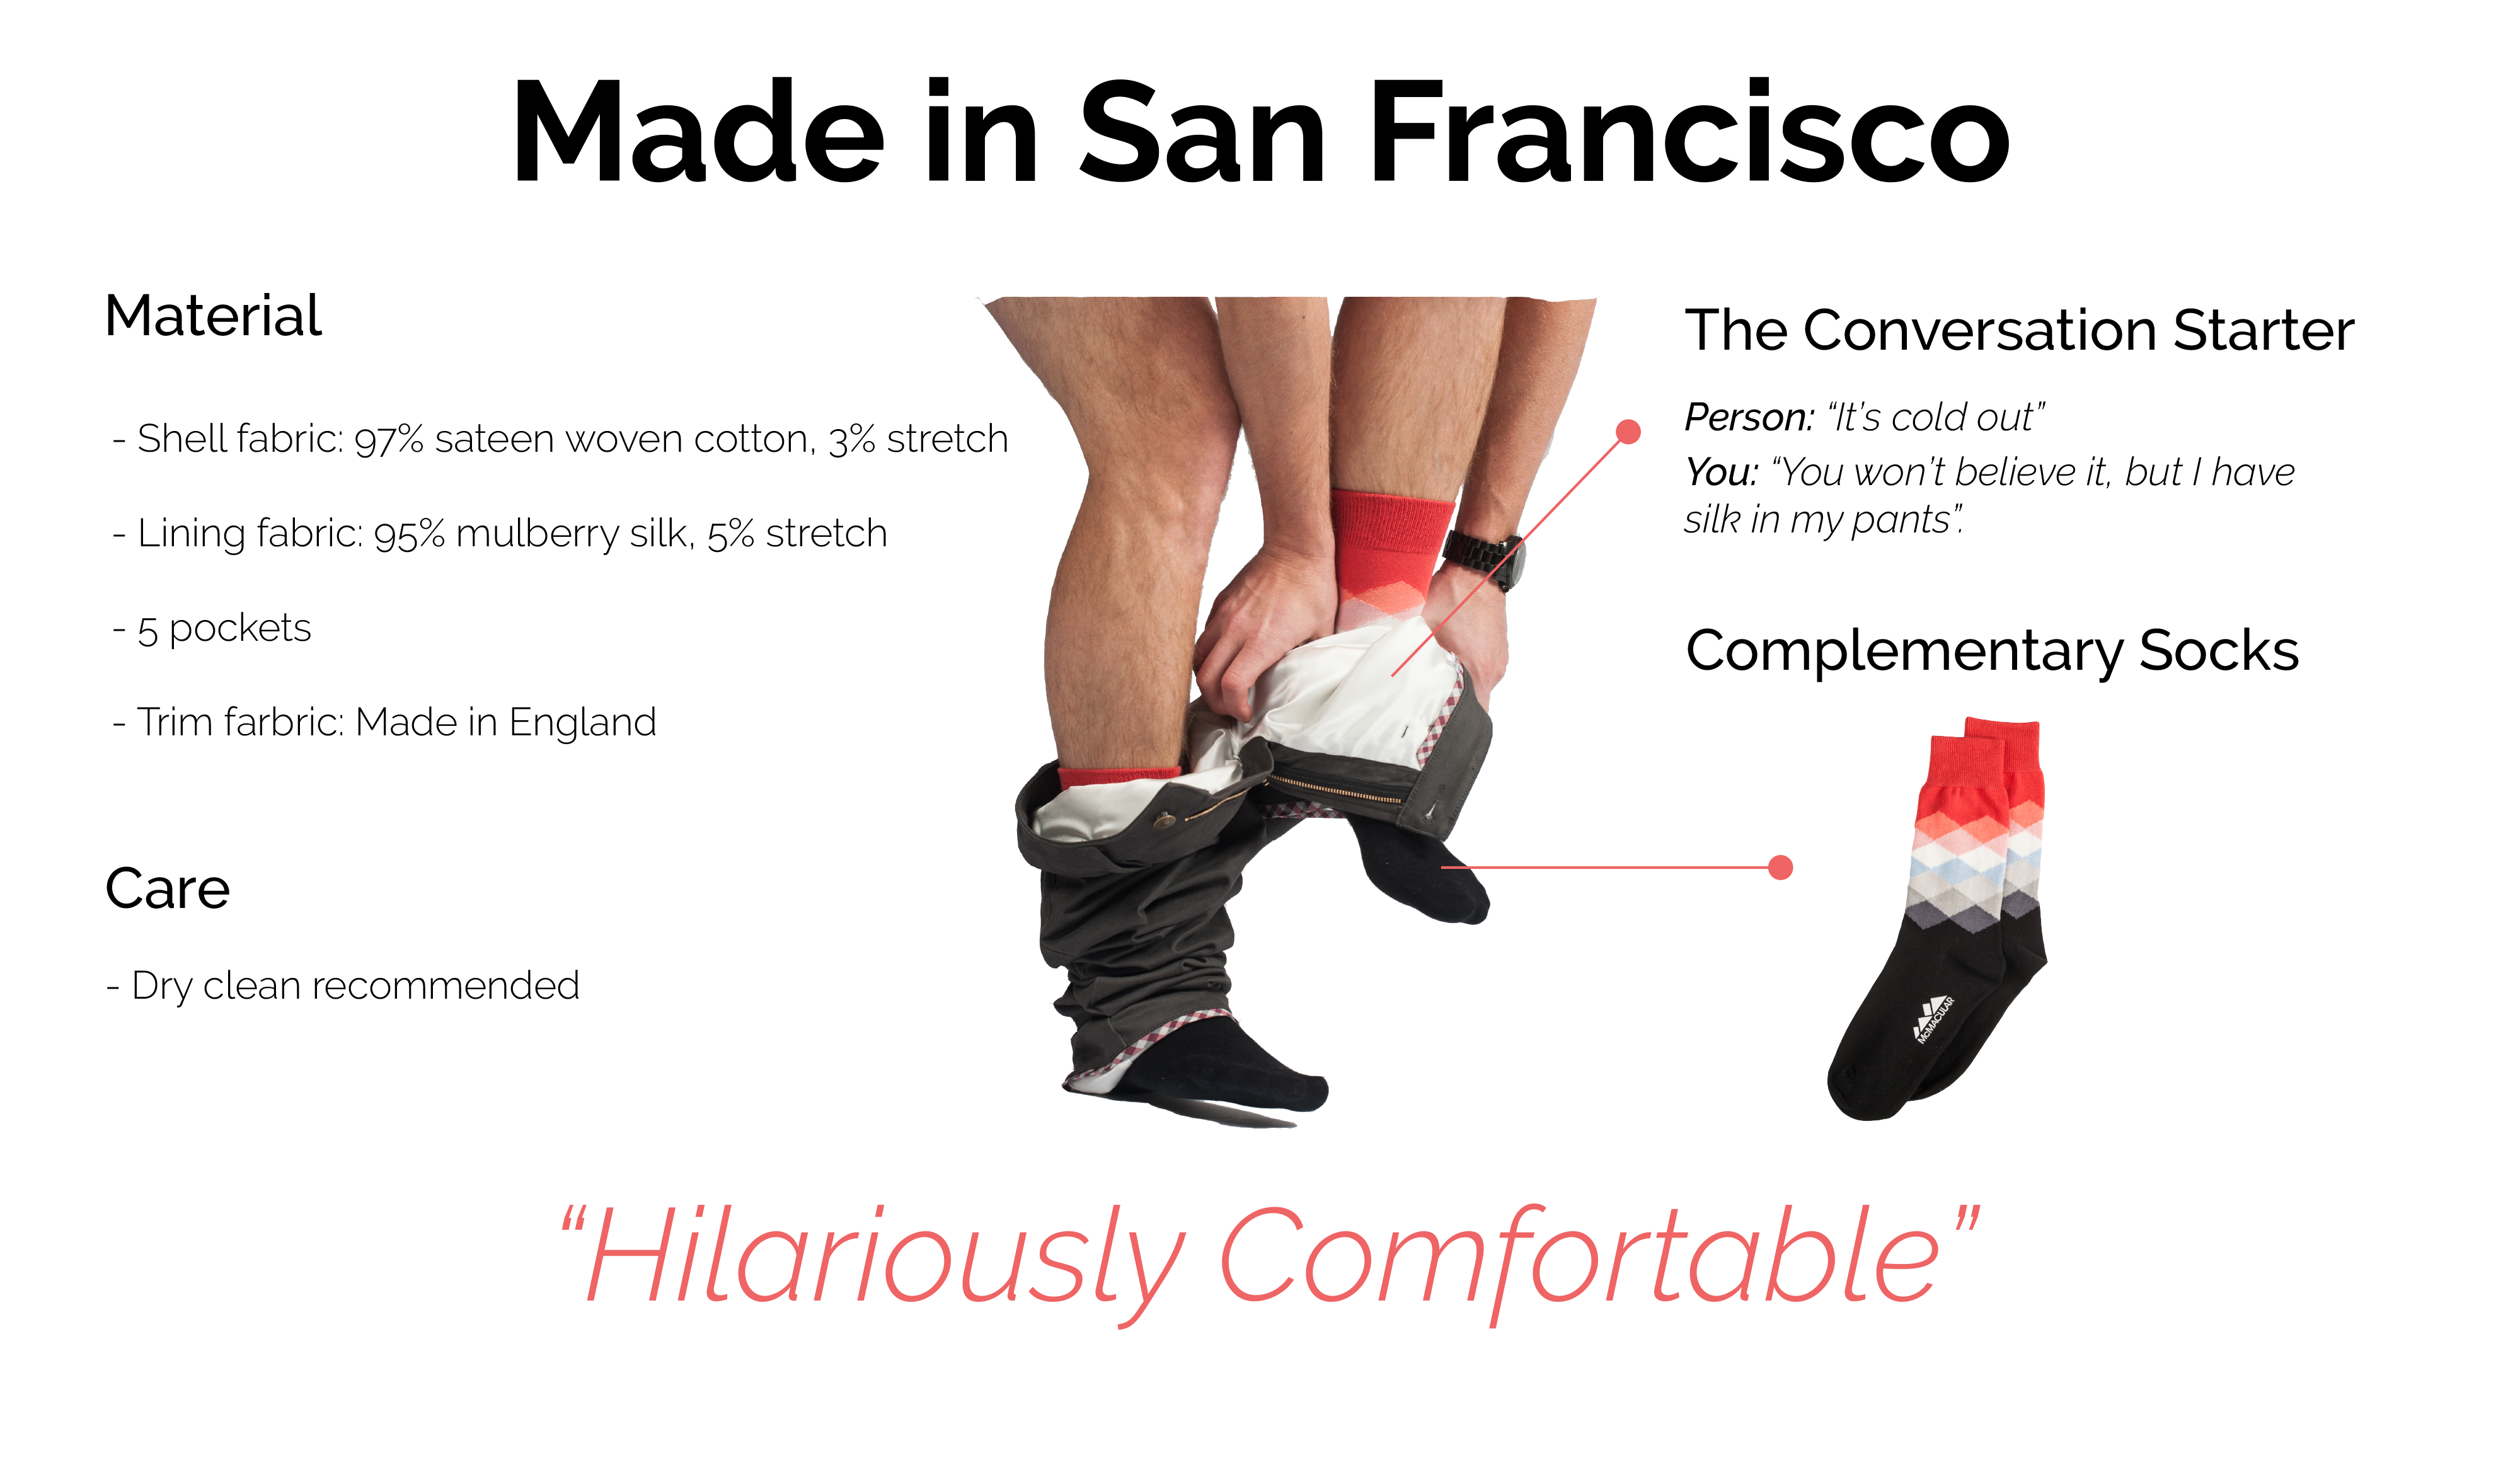 Made in San Francisco
Material
- Shell fabric: 97% sateen woven cotton, 3% stretch
- Lining fabric: 95% mulberry silk, 5% stretch
- 5 pockets
- Trim farbric: Made in England
Care
- Dry clean recommended
The Conversation Starter
Person: “It’s cold out”
You: “You won’t believe it, but I have
silk in my pants”.
Complementary Socks
McMACULAR
“Hilariously Comfortable”